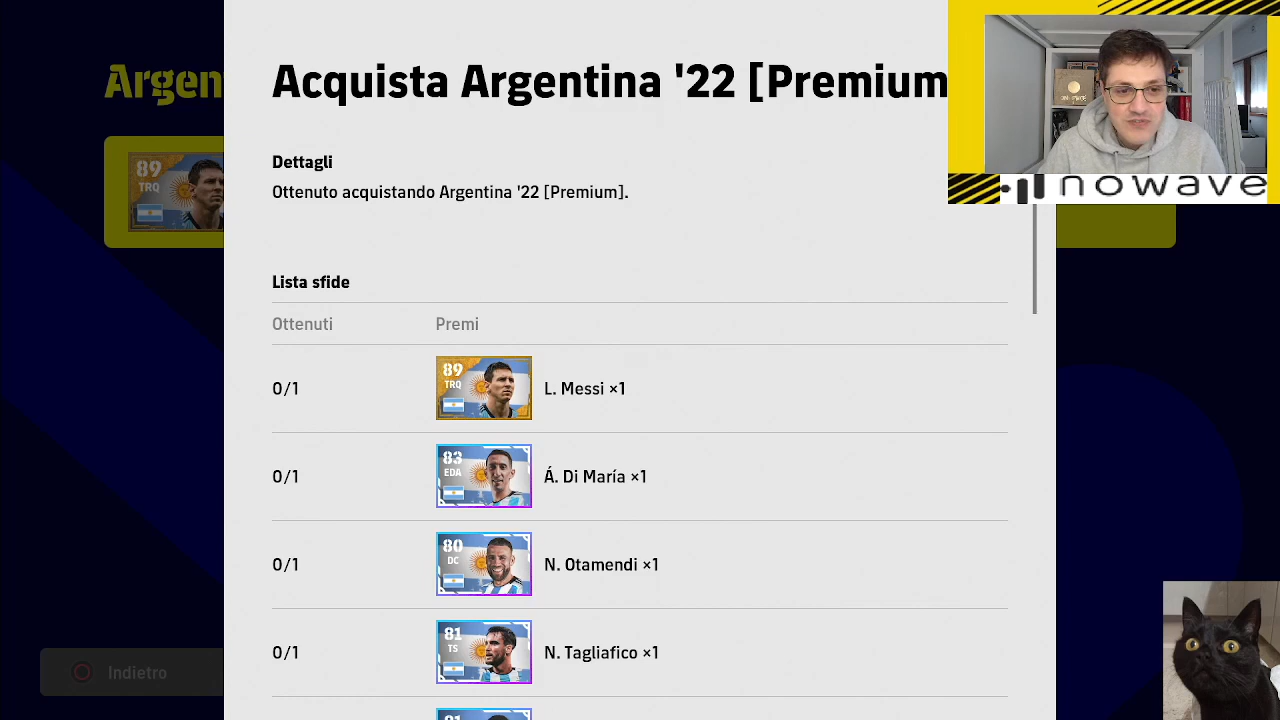 Argen
Acquista Argentina '22 [Premium
Dettagli
Ottenuto acquistando Argentina '22 [Premium].
Lista sfide
Ottenuti Premi
89
TRQ
0/1
89
TRQ
L. Messi ×1
0/1
83
EDA
Á. Di María ×1
0/1
80
DC
N. Otamendi ×1
0/1
81
TS
N. Tagliafico ×1
81
Indietro
nowave